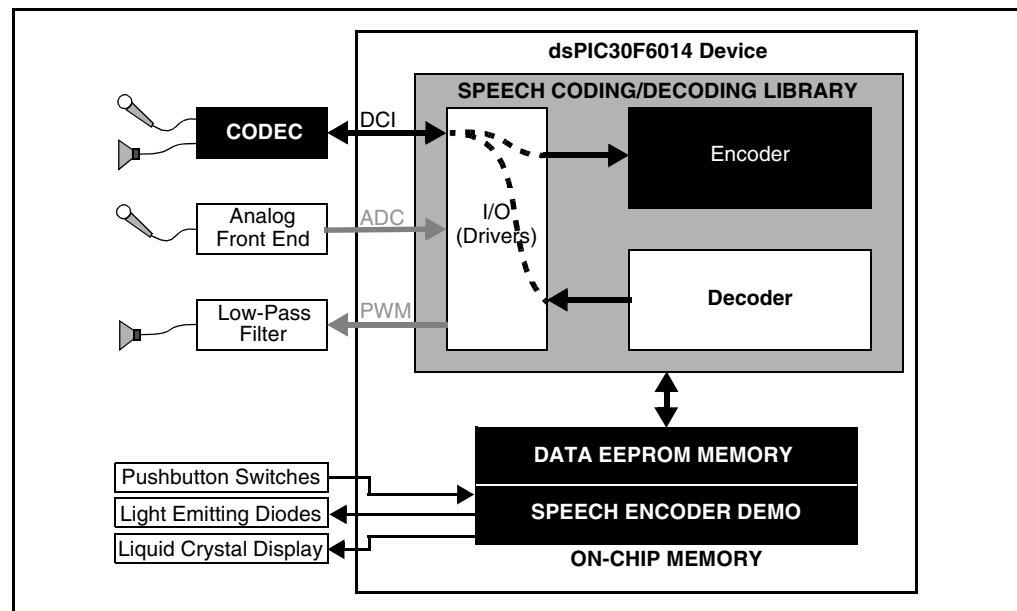 dsPIC30F6014 Device
SPEECH CODING/DECODING LIBRARY
CODEC
DCI
Encoder
I/O
(Drivers)
Analog
Front End
ADC
Decoder
Low-Pass
Filter
PWM
DATA EEPROM MEMORY
Pushbutton Switches
Light Emitting Diodes
SPEECH ENCODER DEMO
Liquid Crystal Display
ON-CHIP MEMORY